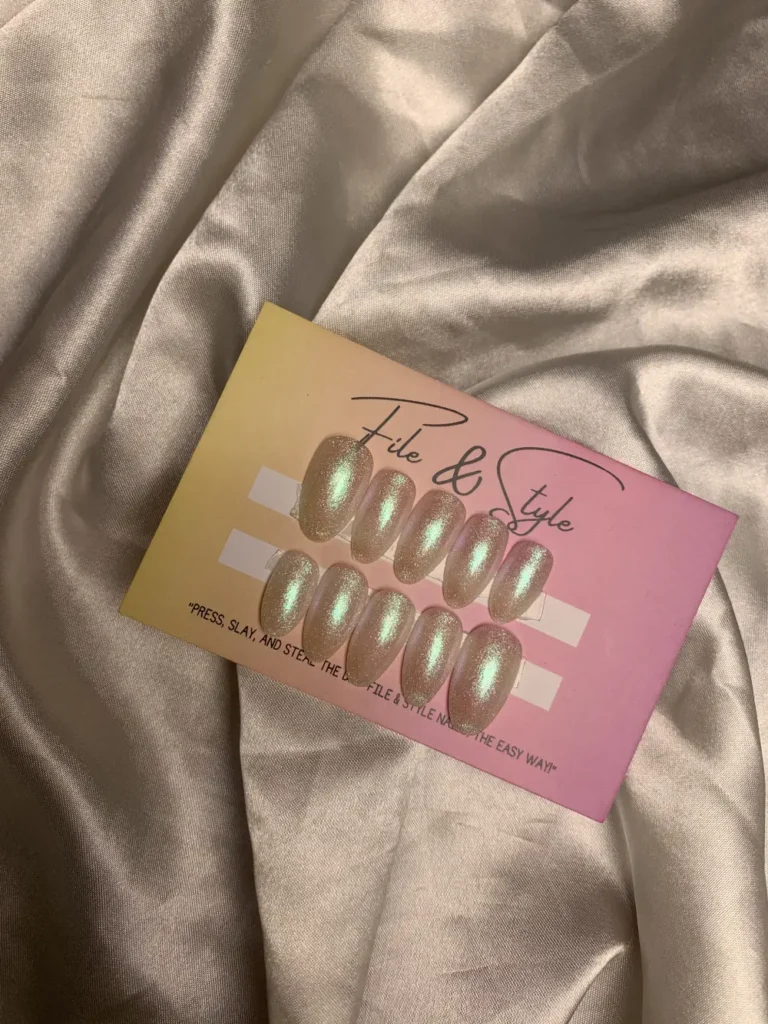 File & Style
"PRESS, SLAY, AND STEAL THE FILE & STYLE THE EASY WAY!"